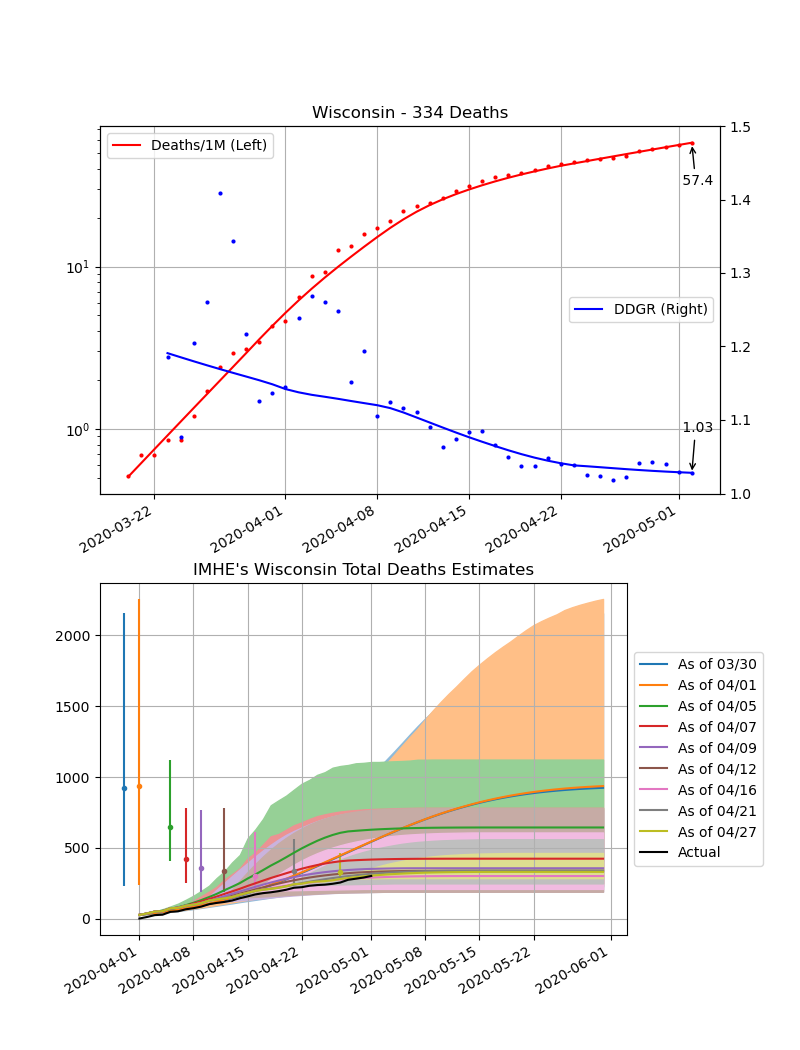 Wisconsin - 334 Deaths
Deaths/1M (Left)
DDGR (Right)
57.4
1.03
10^1
10^0
1.5
1.4
1.3
1.2
1.1
1.0
2020-03-22
2020-04-01
2020-04-08
2020-04-15
2020-04-22
2020-05-01
IMHE's Wisconsin Total Deaths Estimates
2000
1500
1000
500
0
2020-04-01
2020-04-08
2020-04-15
2020-04-22
2020-05-01
2020-05-08
2020-05-15
2020-05-22
2020-06-01
As of 03/30
As of 04/01
As of 04/05
As of 04/07
As of 04/09
As of 04/12
As of 04/16
As of 04/21
As of 04/27
Actual